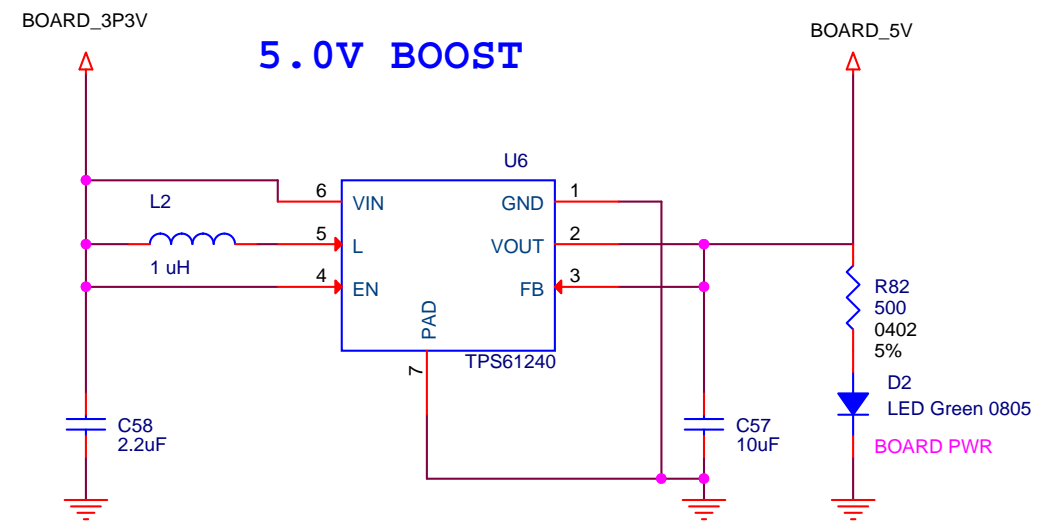 BOARD_3P3V
5.0V BOOST
BOARD_5V
U6
L2
1 uH
6
VIN
GND
1
5
L
VOUT
2
4
EN
FB
3
PAD
7
TPS61240
R82
500
0402
5%
D2
LED Green 0805
BOARD PWR
C58
2.2uF
C57
10uF